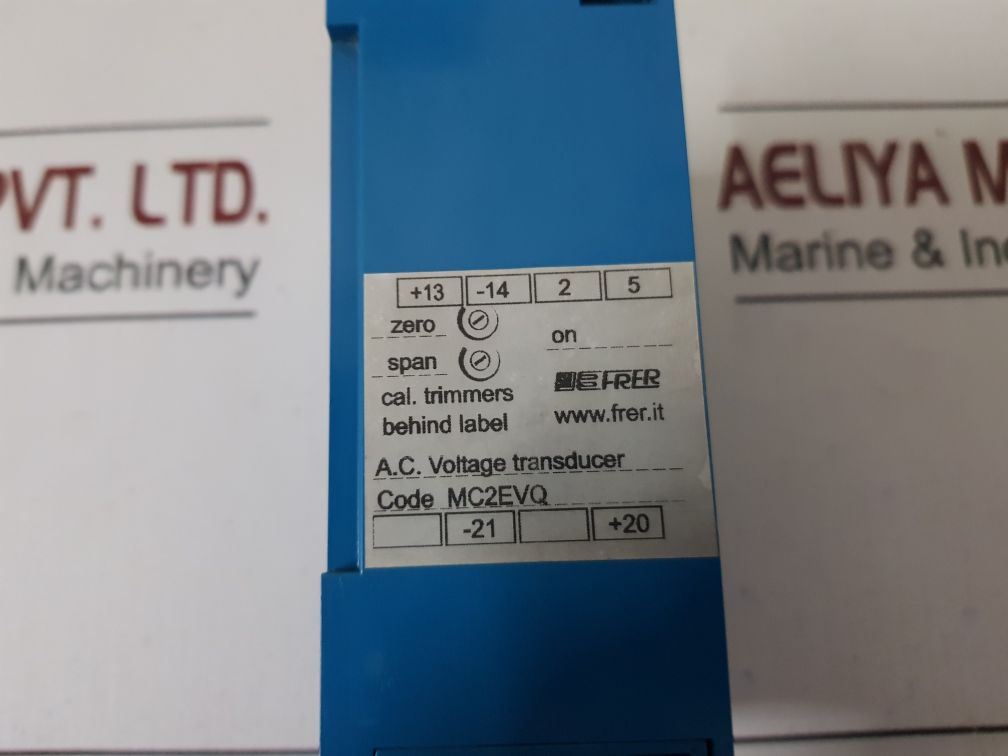 PVT. LTD.
Machinery
AELIYA M
Marine & In
+13 -14 2 5
zero
on
span
FRER
cal. trimmers
www.frer.it
behind label
A.C. Voltage transducer
Code MC2EVQ
-21 +20